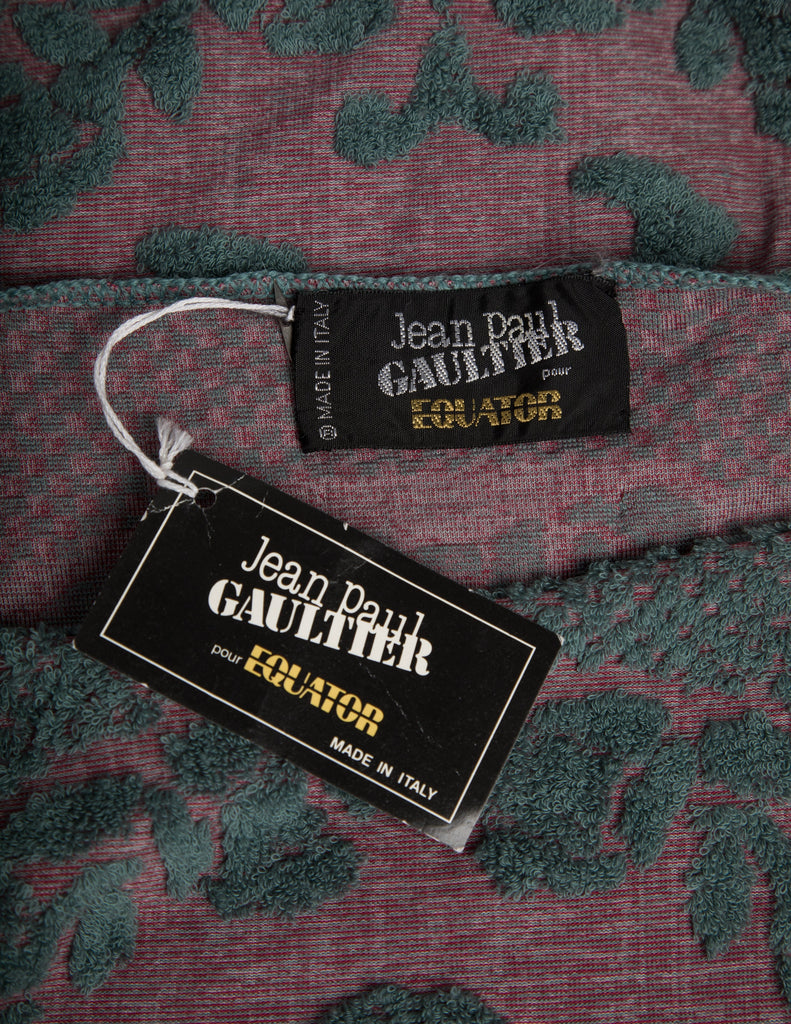 MADE IN ITALY
Jean Paul
GAULTIER
pour
EQUATOR
Jean Paul
GAULTIER
pour EQUATOR
MADE IN ITALY